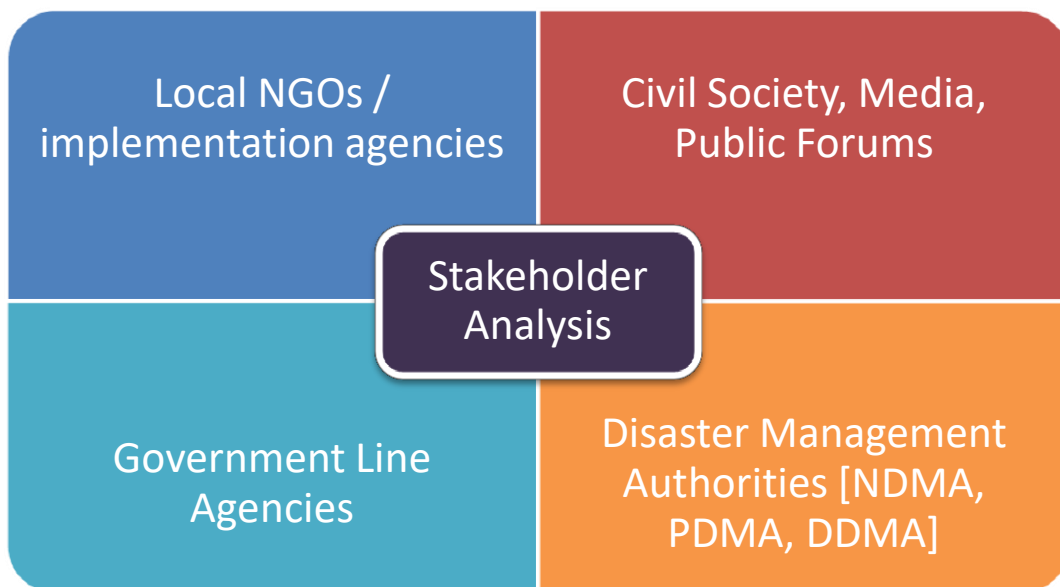 Local NGOs /
implementation agencies
Civil Society, Media,
Public Forums
Stakeholder
Analysis
Government Line
Agencies
Disaster Management
Authorities [NDMA,
PDMA, DDMA]